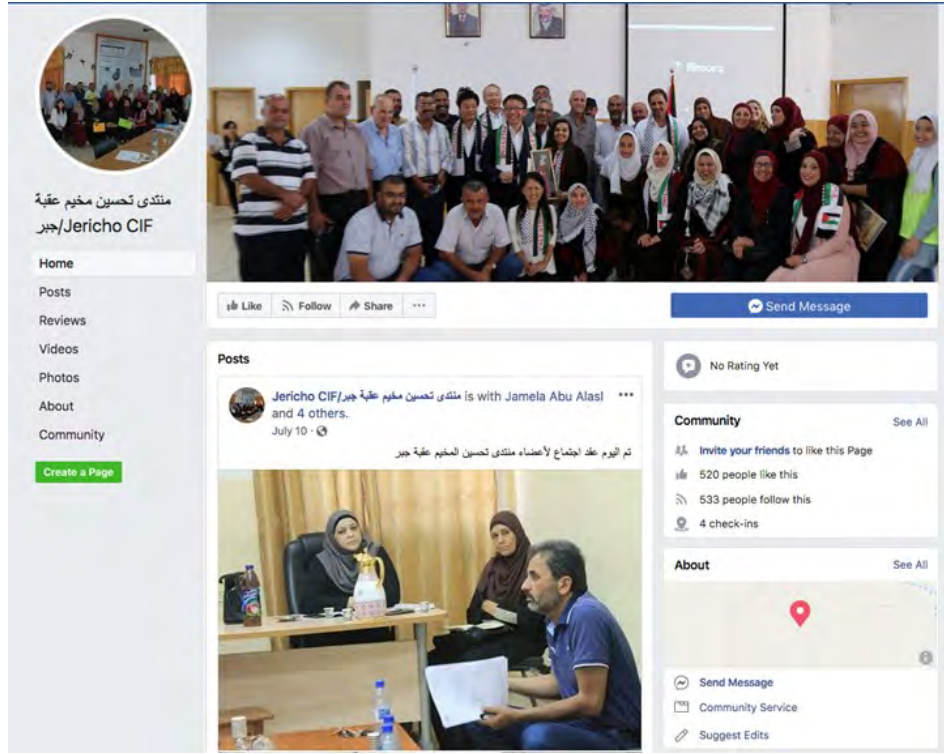 منتدى تحسين مخيم عقبة
جبر/Jericho CIF
Home
Posts
Reviews
Videos
Photos
About
Community
Create a Page
Like
Follow
Share
Send Message
Posts
Jericho CIF/منتدى تحسين مخيم عقبة جبر is with Jamela Abu Alasl
and 4 others.
July 10
تم اليوم عقد اجتماع لأعضاء منتدى تحسين المخيم عقبة جبر
No Rating Yet
Community
See All
Invite your friends to like this Page
520 people like this
533 people follow this
4 check-ins
About
See All
Send Message
Community Service
Suggest Edits